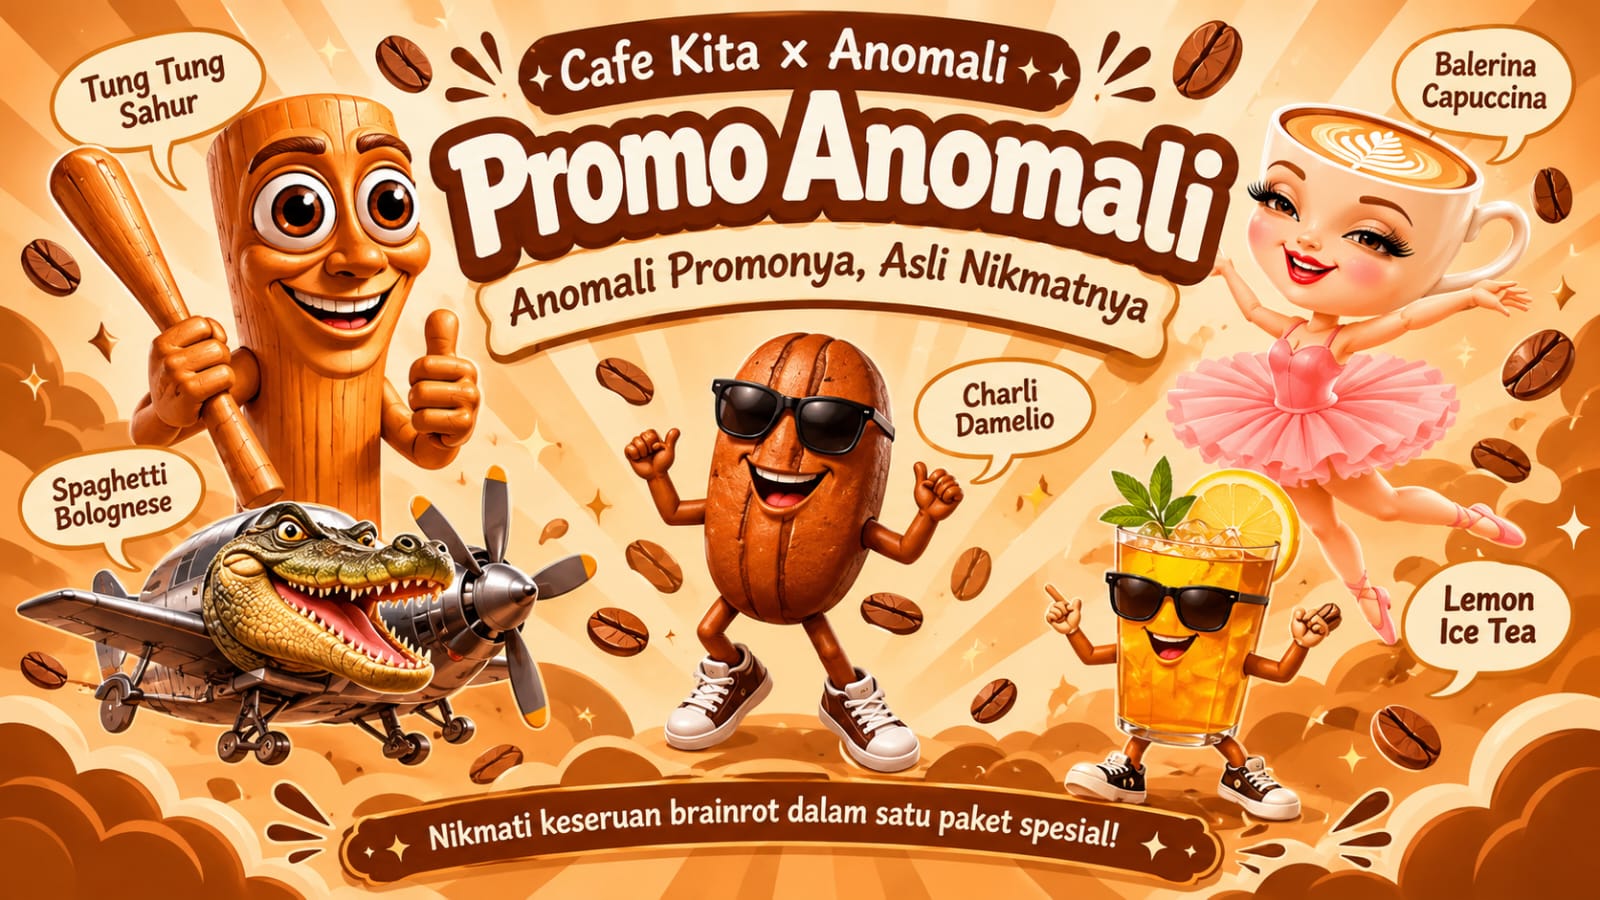 Cafe Kita x Anomali
Promo Anomali
Anomali Promonya, Asli Nikmatnya
Tung Tung
Sahur
Balerina
Capuccina
Charli
Damelio
Spaghetti
Bolognese
Lemon
Ice Tea
Nikmati keseruan brainrot dalam satu paket spesial!